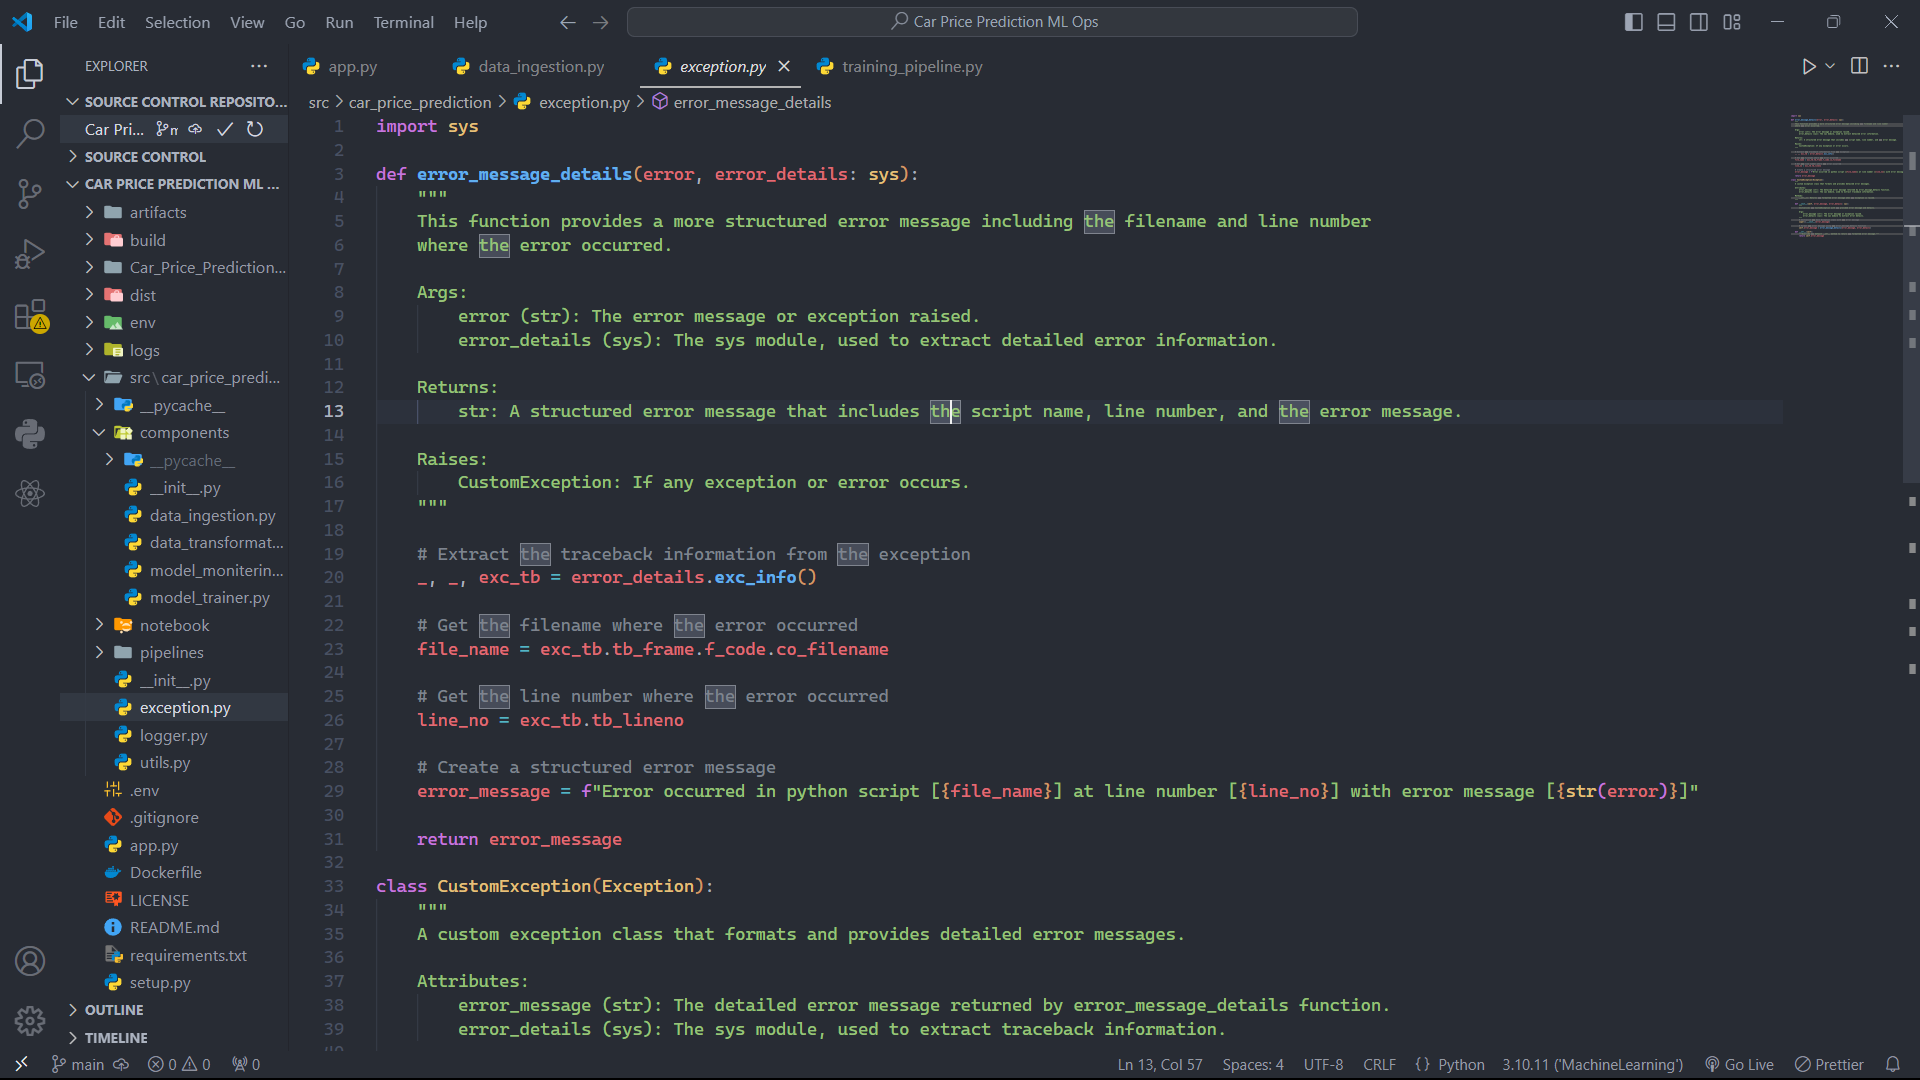 File Edit Selection View Go Run Terminal Help
Car Price Prediction ML Ops
EXPLORER
SOURCE CONTROL REPOSITO...
Car Pri...
SOURCE CONTROL
CAR PRICE PREDICTION ML ...
artifacts
build
Car_Price_Prediction...
dist
env
logs
src\car_price_predi...
__pycache__
components
__pycache__
__init__.py
data_ingestion.py
data_transformat...
model_moniterin...
model_trainer.py
notebook
pipelines
__init__.py
exception.py
logger.py
utils.py
.env
.gitignore
app.py
Dockerfile
LICENSE
README.md
requirements.txt
setup.py
OUTLINE
TIMELINE
app.py data_ingestion.py exception.py training_pipeline.py
src > car_price_prediction > exception.py > error_message_details
1 import sys
2
3 def error_message_details(error, error_details: sys):
4 """
5 This function provides a more structured error message including the filename and line number
6 where the error occurred.
7
8 Args:
9 error (str): The error message or exception raised.
10 error_details (sys): The sys module, used to extract detailed error information.
11
12 Returns:
13 str: A structured error message that includes the script name, line number, and the error message.
14
15 Raises:
16 CustomException: If any exception or error occurs.
17 """
18
19 # Extract the traceback information from the exception
20 _, _, exc_tb = error_details.exc_info()
21
22 # Get the filename where the error occurred
23 file_name = exc_tb.tb_frame.f_code.co_filename
24
25 # Get the line number where the error occurred
26 line_no = exc_tb.tb_lineno
27
28 # Create a structured error message
29 error_message = f"Error occurred in python script [{file_name}] at line number [{line_no}] with error message [{str(error)}]"
30
31 return error_message
32
33 class CustomException(Exception):
34 """
35 A custom exception class that formats and provides detailed error messages.
36
37 Attributes:
38 error_message (str): The detailed error message returned by error_message_details function.
39 error_details (sys): The sys module, used to extract traceback information.
main 0 0 0 Ln 13, Col 57 Spaces: 4 UTF-8 CRLF {} Python 3.10.11 ('MachineLearning') Go Live Prettier